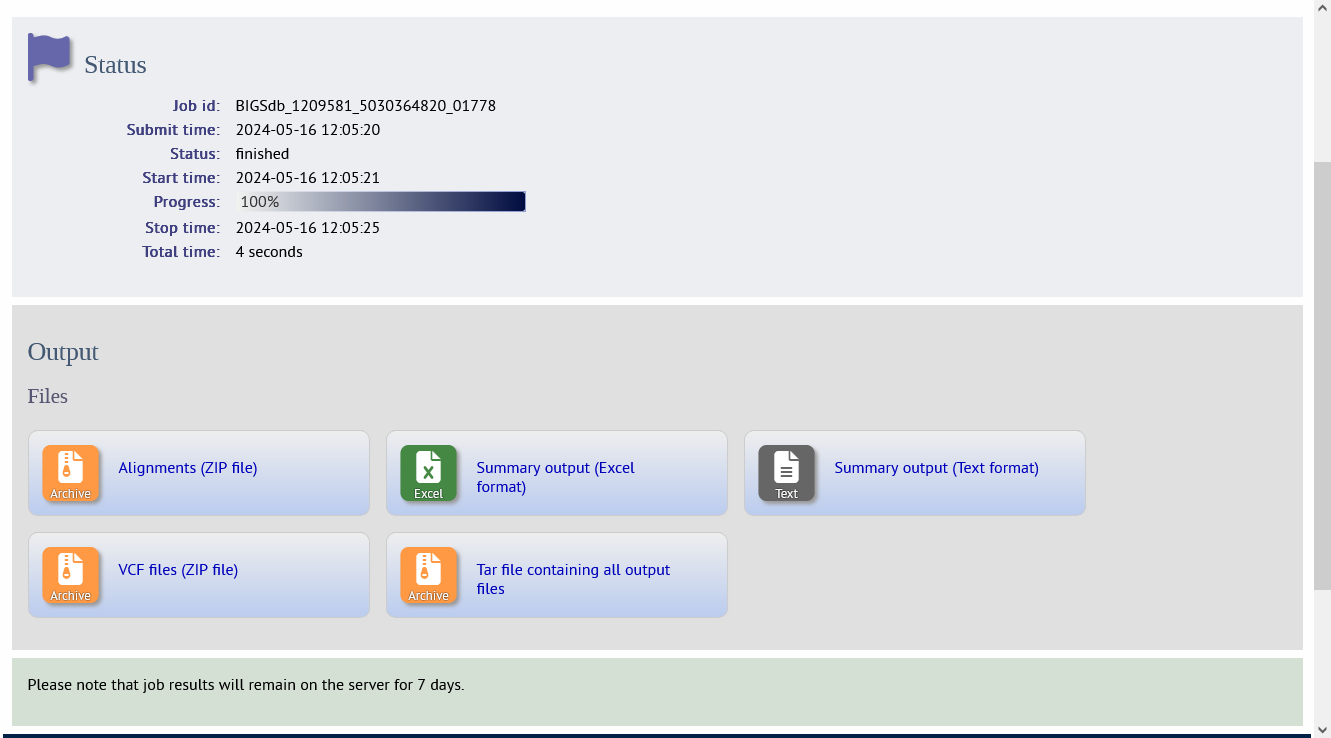 Status
Job id: BIGSdb_1209581_5030364820_01778
Submit time: 2024-05-16 12:05:20
Status: finished
Start time: 2024-05-16 12:05:21
Progress: 100%
Stop time: 2024-05-16 12:05:25
Total time: 4 seconds
Output
Files
Archive
Alignments (ZIP file)
Excel
Summary output (Excel
format)
Text
Summary output (Text format)
Archive
VCF files (ZIP file)
Archive
Tar file containing all output
files
Please note that job results will remain on the server for 7 days.